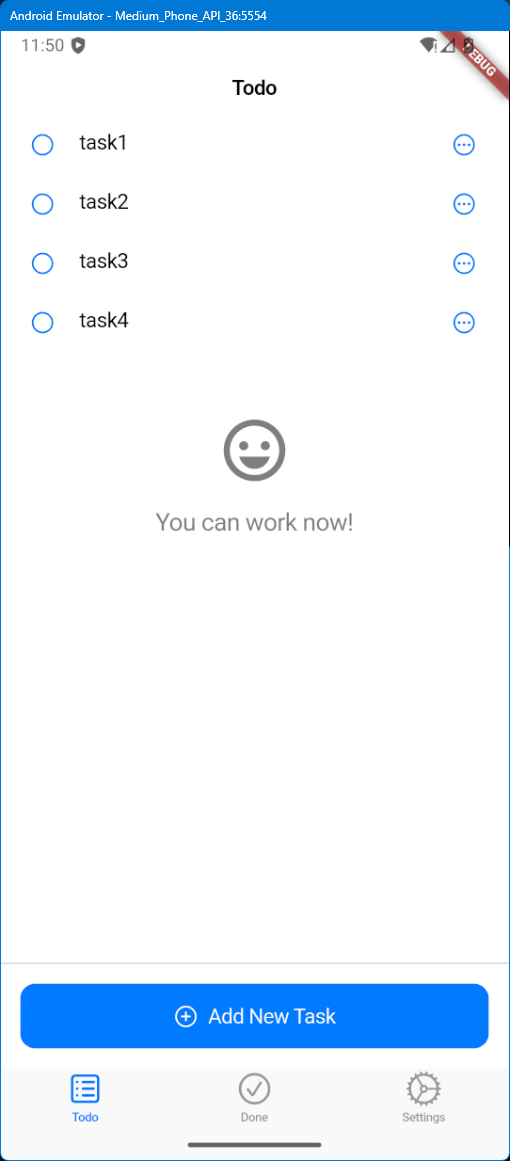 Android Emulator - Medium_Phone_API_36:5554
11:50
DEBUG
Todo
task1
task2
task3
task4
You can work now!
Add New Task
Todo Done Settings